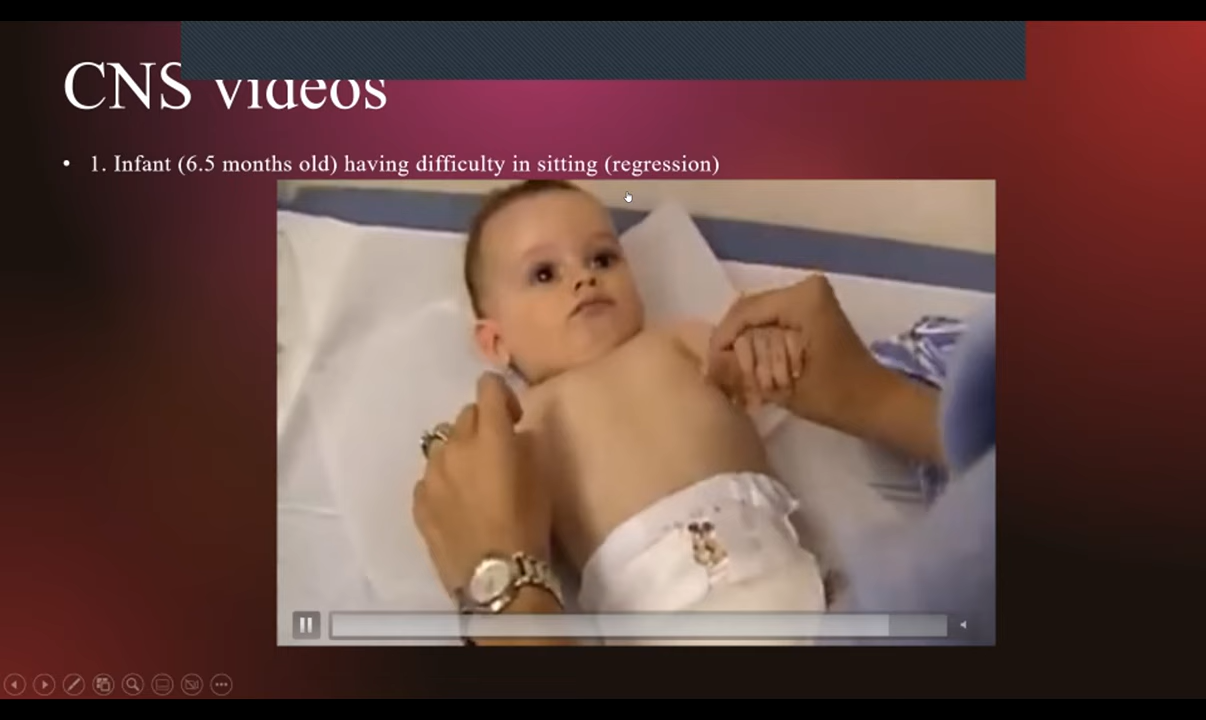 CNS videos
• 1. Infant (6.5 months old) having difficulty in sitting (regression)